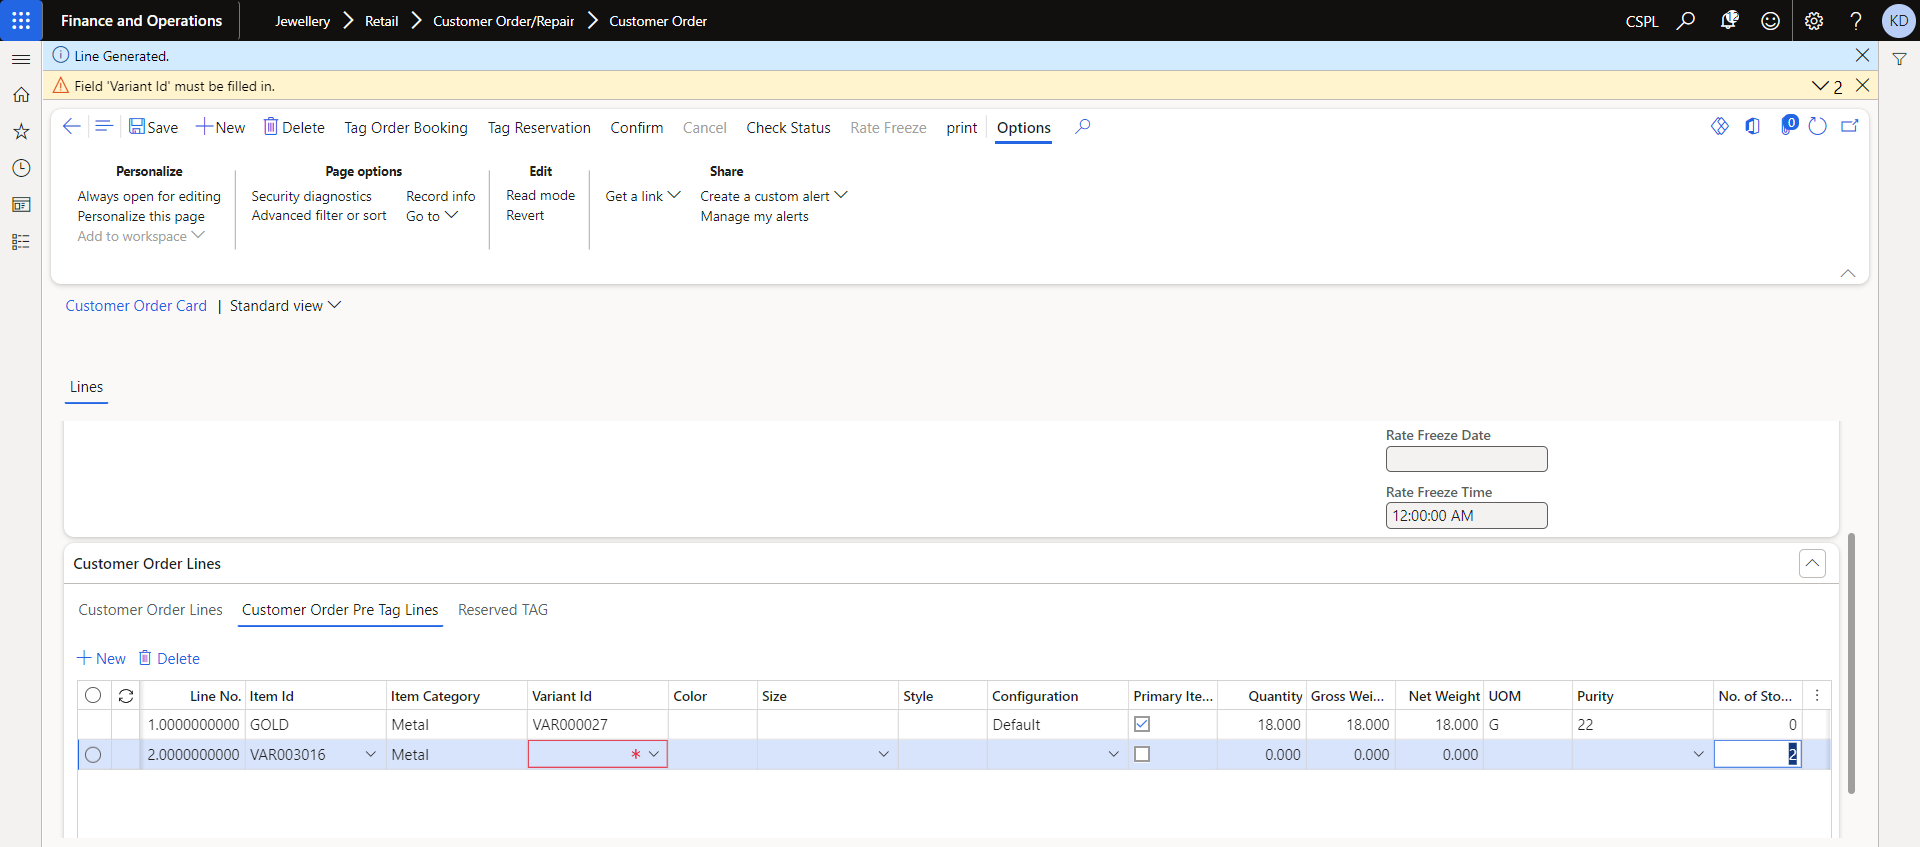 Finance and Operations Jewellery Retail Customer Order/Repair Customer Order CSPL 12 KD
Line Generated.
Field 'Variant Id' must be filled in. 2
Save New Delete Tag Order Booking Tag Reservation Confirm Cancel Check Status Rate Freeze print Options 0
Personalize Page options Edit Share
Always open for editing Security diagnostics Record info Read mode Get a link Create a custom alert
Personalize this page Advanced filter or sort Go to Revert Manage my alerts
Add to workspace
Customer Order Card | Standard view
Lines
Rate Freeze Date
Rate Freeze Time
12:00:00 AM
Customer Order Lines
Customer Order Lines Customer Order Pre Tag Lines Reserved TAG
New Delete
Line No. Item Id Item Category Variant Id Color Size Style Configuration Primary Ite... Quantity Gross Wei... Net Weight UOM Purity No. of Sto...
1.0000000000 GOLD Metal VAR000027 Default 18.000 18.000 18.000 G 22 0
2.0000000000 VAR003016 Metal * 0.000 0.000 0.000 2